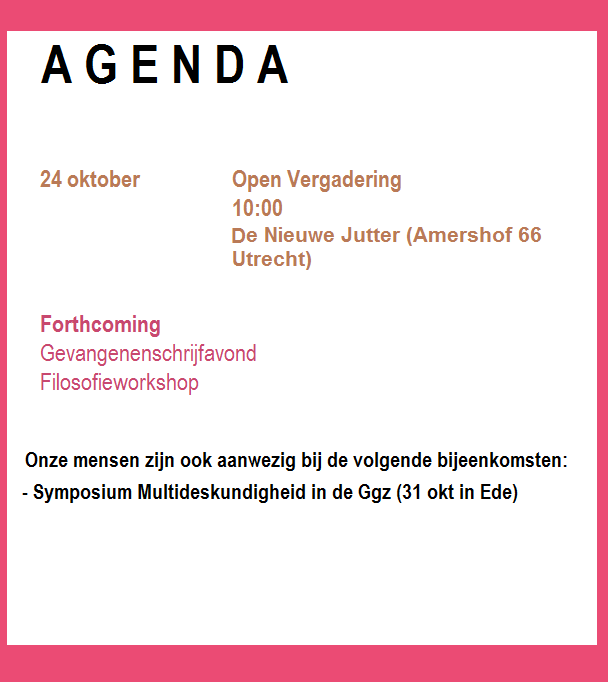 AGENDA
24 oktober Open Vergadering
10:00
De Nieuwe Jutter (Amershof 66
Utrecht)
Forthcoming
Gevangenenschrijfavond
Filosofieworkshop
Onze mensen zijn ook aanwezig bij de volgende bijeenkomsten:
- Symposium Multideskundigheid in de Ggz (31 okt in Ede)